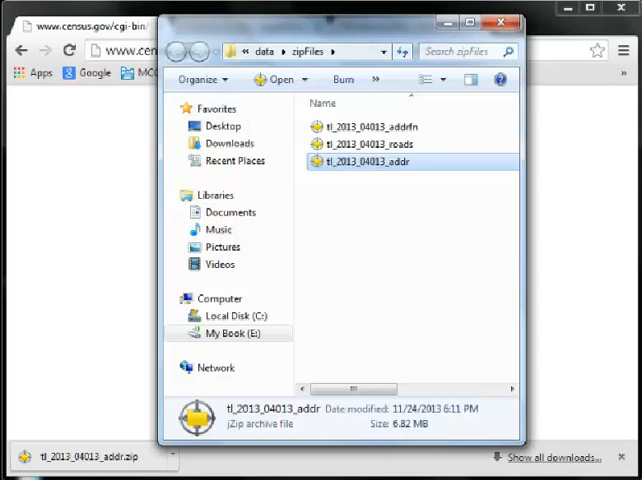 www.census.gov/cgi-bin/
www.cen
Apps
Google
MCC
data
zipFiles
Search zipFiles
Organize
Open
Burn
»
Name
Favorites
Desktop
Downloads
Recent Places
Libraries
Documents
Music
Pictures
Videos
Computer
Local Disk (C:)
My Book (E:)
Network
tl_2013_04013_addrfn
tl_2013_04013_roads
tl_2013_04013_addr
tl_2013_04013_addr Date modified: 11/24/2013 6:11 PM
jZip archive file Size: 6.82 MB
tl_2013_04013_addr.zip
Show all downloads...